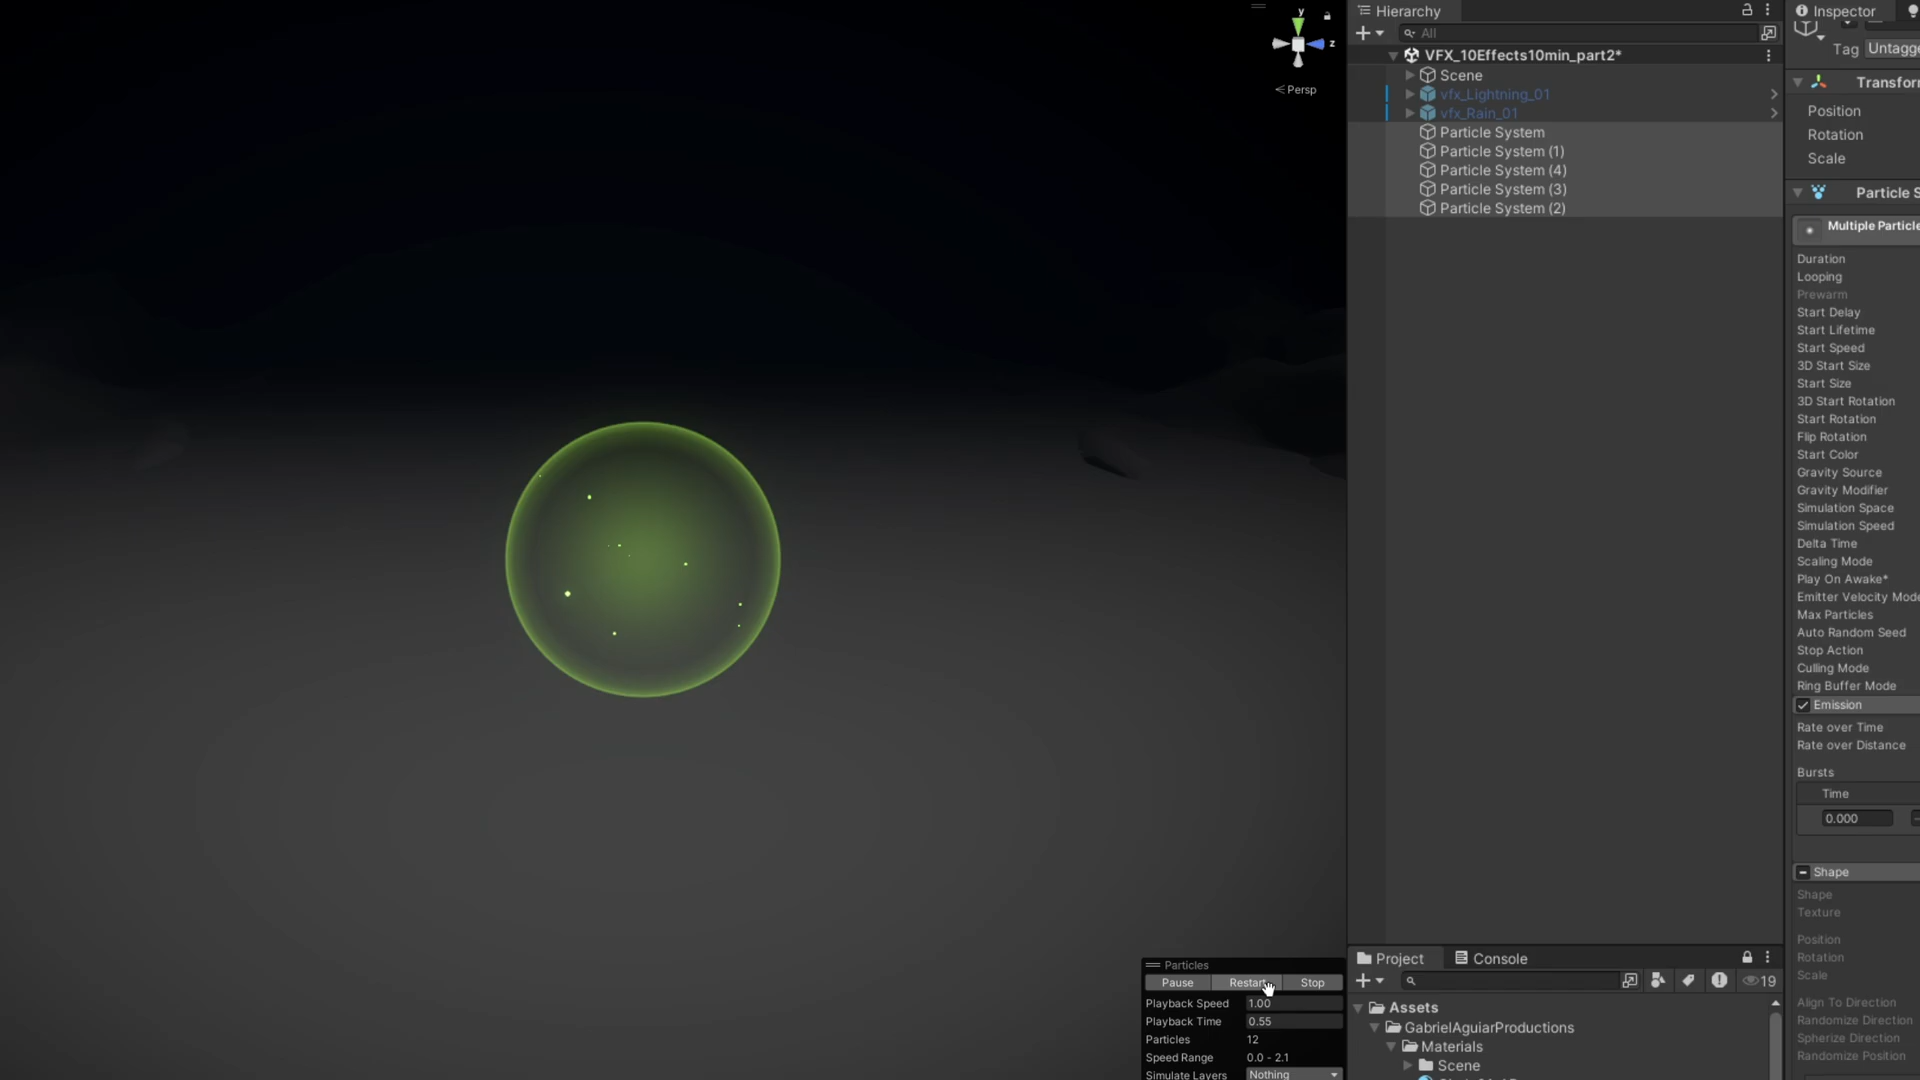 y
z
< Persp
Particles
Pause
Restart
Stop
Playback Speed
1.00
Playback Time
0.55
Particles
12
Speed Range
0.0 - 2.1
Simulate Layers
Nothing
Hierarchy
All
VFX_10Effects10min_part2*
Scene
vfx_Lightning_01
vfx_Rain_01
Particle System
Particle System (1)
Particle System (4)
Particle System (3)
Particle System (2)
Project
Console
19
Assets
GabrielAguiarProductions
Materials
Scene
Inspector
Tag
Untagge
Transfor
Position
Rotation
Scale
Particle S
Multiple Particle
Duration
Looping
Prewarm
Start Delay
Start Lifetime
Start Speed
3D Start Size
Start Size
3D Start Rotation
Start Rotation
Flip Rotation
Start Color
Gravity Source
Gravity Modifier
Simulation Space
Simulation Speed
Delta Time
Scaling Mode
Play On Awake*
Emitter Velocity Mode
Max Particles
Auto Random Seed
Stop Action
Culling Mode
Ring Buffer Mode
Emission
Rate over Time
Rate over Distance
Bursts
Time
0.000
Shape
Shape
Texture
Position
Rotation
Scale
Align To Direction
Randomize Direction
Spherize Direction
Randomize Position